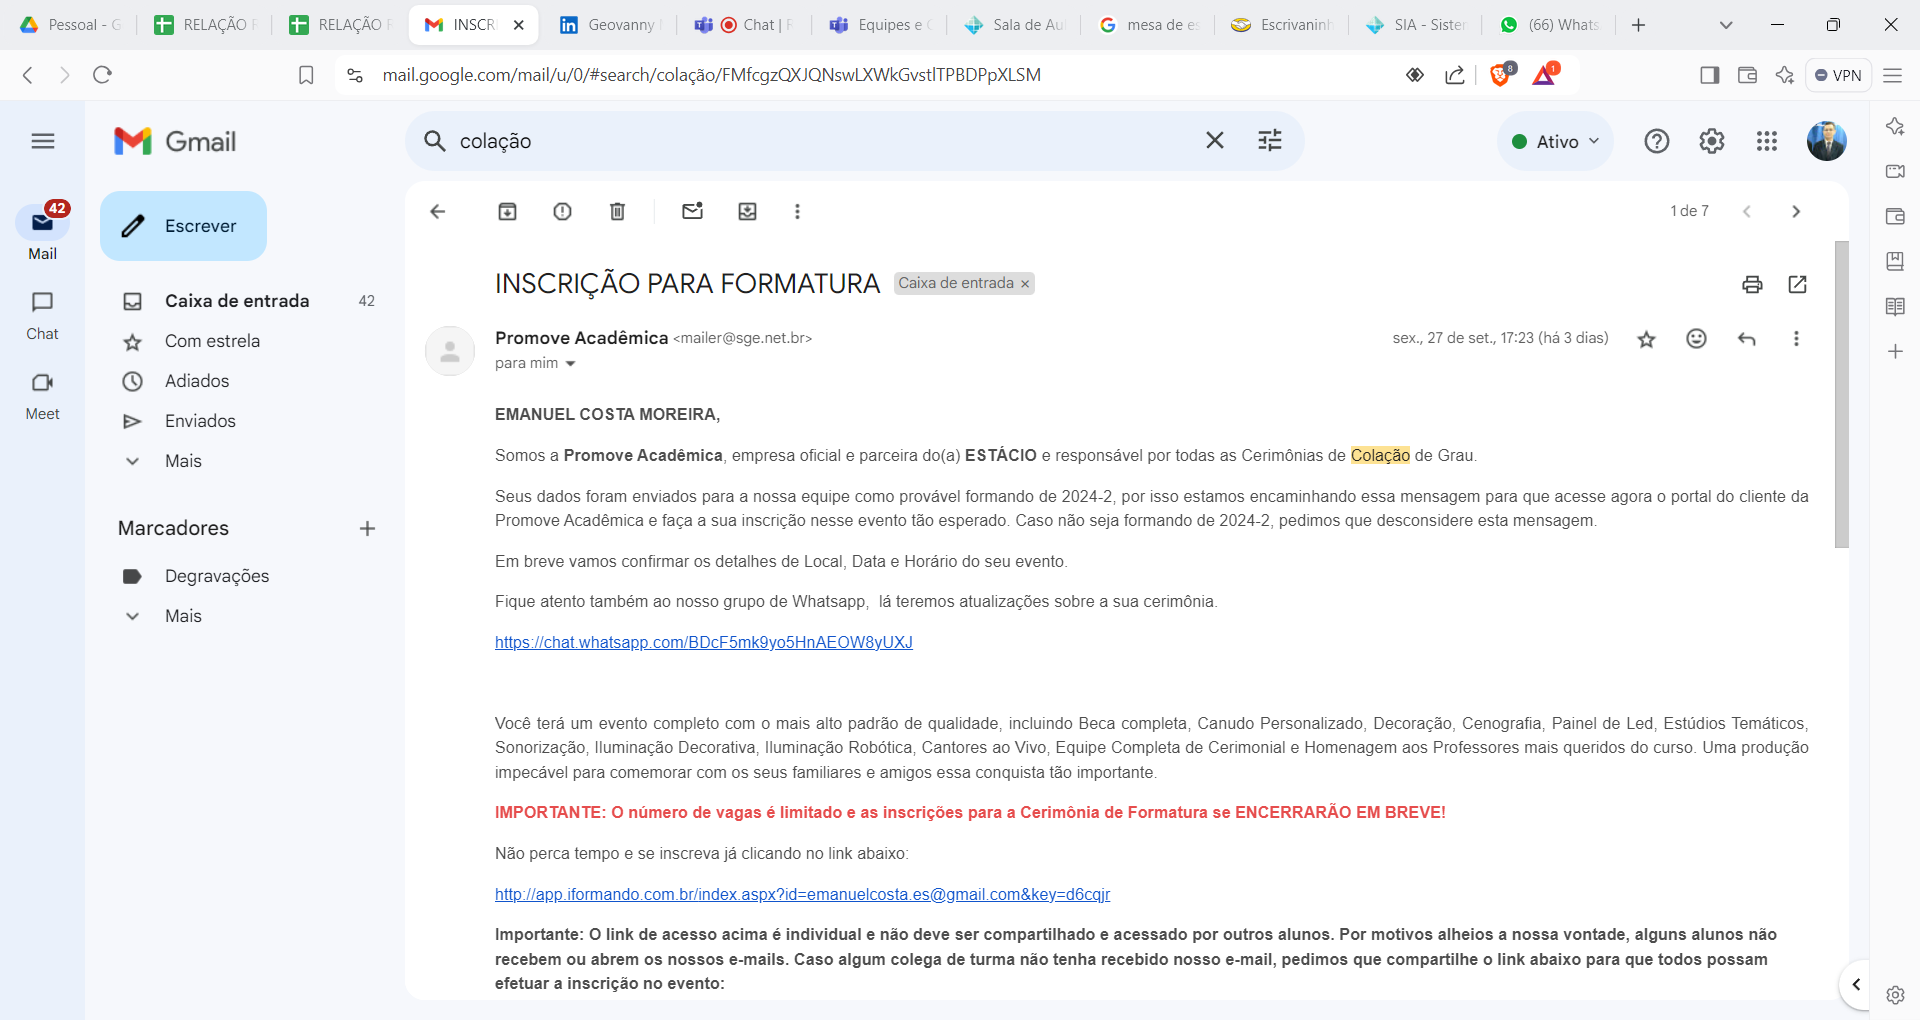 Pessoal - G
RELAÇÃO F
RELAÇÃO F
INSCRI
Geovanny
Chat | R
Equipes e C
Sala de Au
mesa de es
Escrivaninh
SIA - Sister
(66) Whats
mail.google.com/mail/u/0/#search/colação/FMfcgzQXJQNswLXWkGvstlTPBDPpXLSM
8
1
VPN
Gmail
colação
Ativo
42
Mail
Chat
Meet
Escrever
Caixa de entrada 42
Com estrela
Adiados
Enviados
Mais
Marcadores
Degravações
Mais
1 de 7
INSCRIÇÃO PARA FORMATURA Caixa de entrada x
Promove Acadêmica <mailer@sge.net.br>
sex., 27 de set., 17:23 (há 3 dias)
para mim
EMANUEL COSTA MOREIRA,
Somos a Promove Acadêmica, empresa oficial e parceira do(a) ESTÁCIO e responsável por todas as Cerimônias de Colação de Grau.
Seus dados foram enviados para a nossa equipe como provável formando de 2024-2, por isso estamos encaminhando essa mensagem para que acesse agora o portal do cliente da
Promove Acadêmica e faça a sua inscrição nesse evento tão esperado. Caso não seja formando de 2024-2, pedimos que desconsidere esta mensagem.
Em breve vamos confirmar os detalhes de Local, Data e Horário do seu evento.
Fique atento também ao nosso grupo de Whatsapp, lá teremos atualizações sobre a sua cerimônia.
https://chat.whatsapp.com/BDcF5mk9yo5HnAEOW8yUXJ
Você terá um evento completo com o mais alto padrão de qualidade, incluindo Beca completa, Canudo Personalizado, Decoração, Cenografia, Painel de Led, Estúdios Temáticos,
Sonorização, Iluminação Decorativa, Iluminação Robótica, Cantores ao Vivo, Equipe Completa de Cerimonial e Homenagem aos Professores mais queridos do curso. Uma produção
impecável para comemorar com os seus familiares e amigos essa conquista tão importante.
IMPORTANTE: O número de vagas é limitado e as inscrições para a Cerimônia de Formatura se ENCERRARÃO EM BREVE!
Não perca tempo e se inscreva já clicando no link abaixo:
http://app.iformando.com.br/index.aspx?id=emanuelcosta.es@gmail.com&key=d6cqjr
Importante: O link de acesso acima é individual e não deve ser compartilhado e acessado por outros alunos. Por motivos alheios a nossa vontade, alguns alunos não
recebem ou abrem os nossos e-mails. Caso algum colega de turma não tenha recebido nosso e-mail, pedimos que compartilhe o link abaixo para que todos possam
efetuar a inscrição no evento: